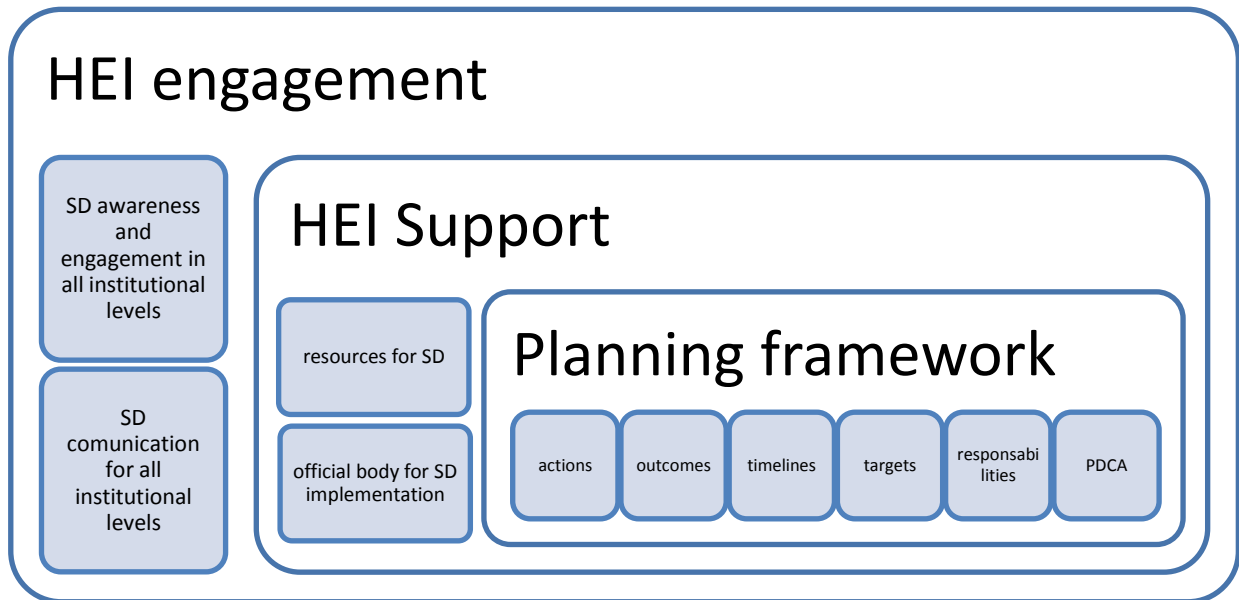 HEI engagement
SD awareness
and
engagement in
all institutional
levels
SD
comunication
for all
institutional
levels
HEI Support
resources for SD
official body for SD
implementation
Planning framework
actions
outcomes
timelines
targets
responsabi
lities
PDCA